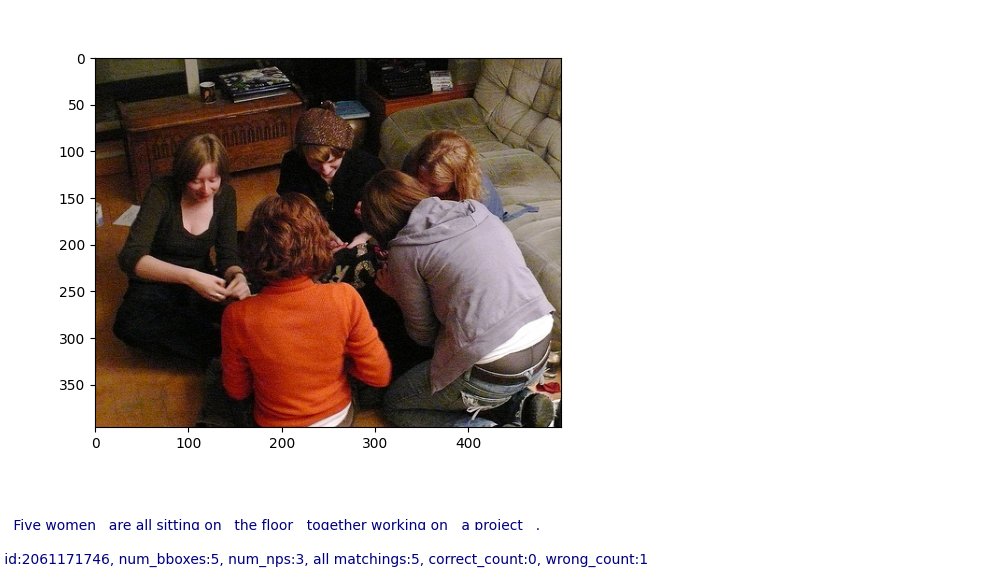 0
50
100
150
200
250
300
350
0 100 200 300 400
Five women are all sitting on the floor together working on a project .
id:2061171746, num_bboxes:5, num_nps:3, all matchings:5, correct_count:0, wrong_count:1